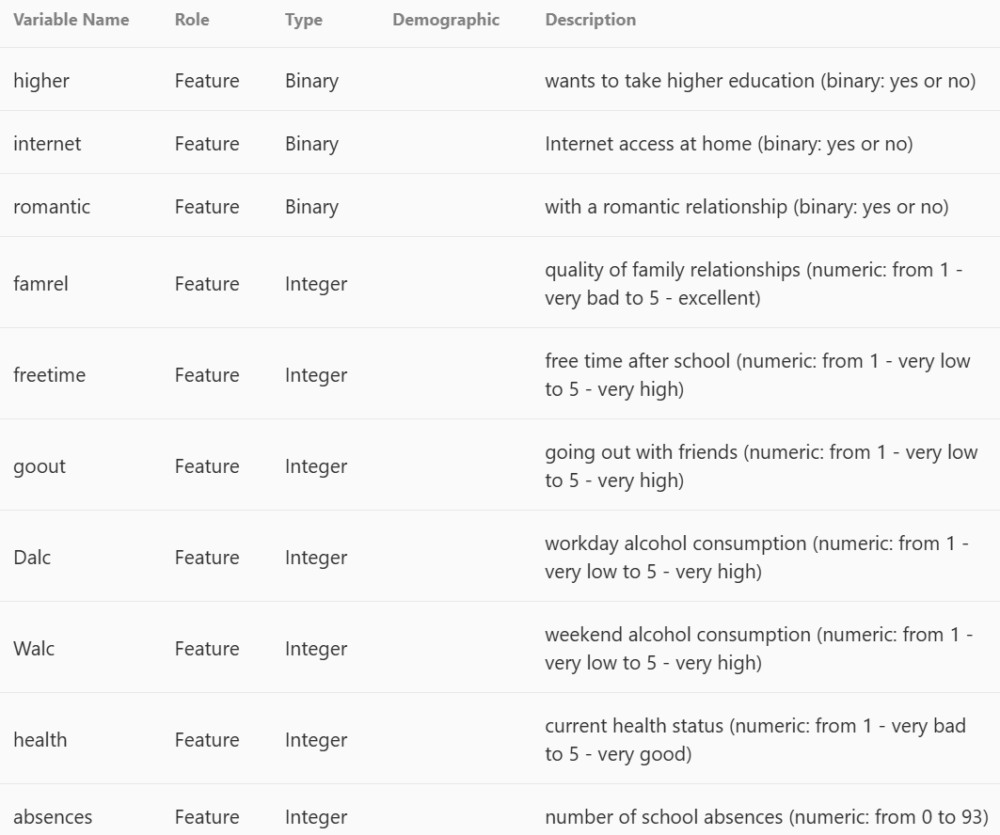 Variable Name Role Type Demographic Description
higher Feature Binary wants to take higher education (binary: yes or no)
internet Feature Binary Internet access at home (binary: yes or no)
romantic Feature Binary with a romantic relationship (binary: yes or no)
famrel Feature Integer quality of family relationships (numeric: from 1 -
very bad to 5 - excellent)
freetime Feature Integer free time after school (numeric: from 1 - very low
to 5 - very high)
goout Feature Integer going out with friends (numeric: from 1 - very low
to 5 - very high)
Dalc Feature Integer workday alcohol consumption (numeric: from 1 -
very low to 5 - very high)
Walc Feature Integer weekend alcohol consumption (numeric: from 1 -
very low to 5 - very high)
health Feature Integer current health status (numeric: from 1 - very bad
to 5 - very good)
absences Feature Integer number of school absences (numeric: from 0 to 93)